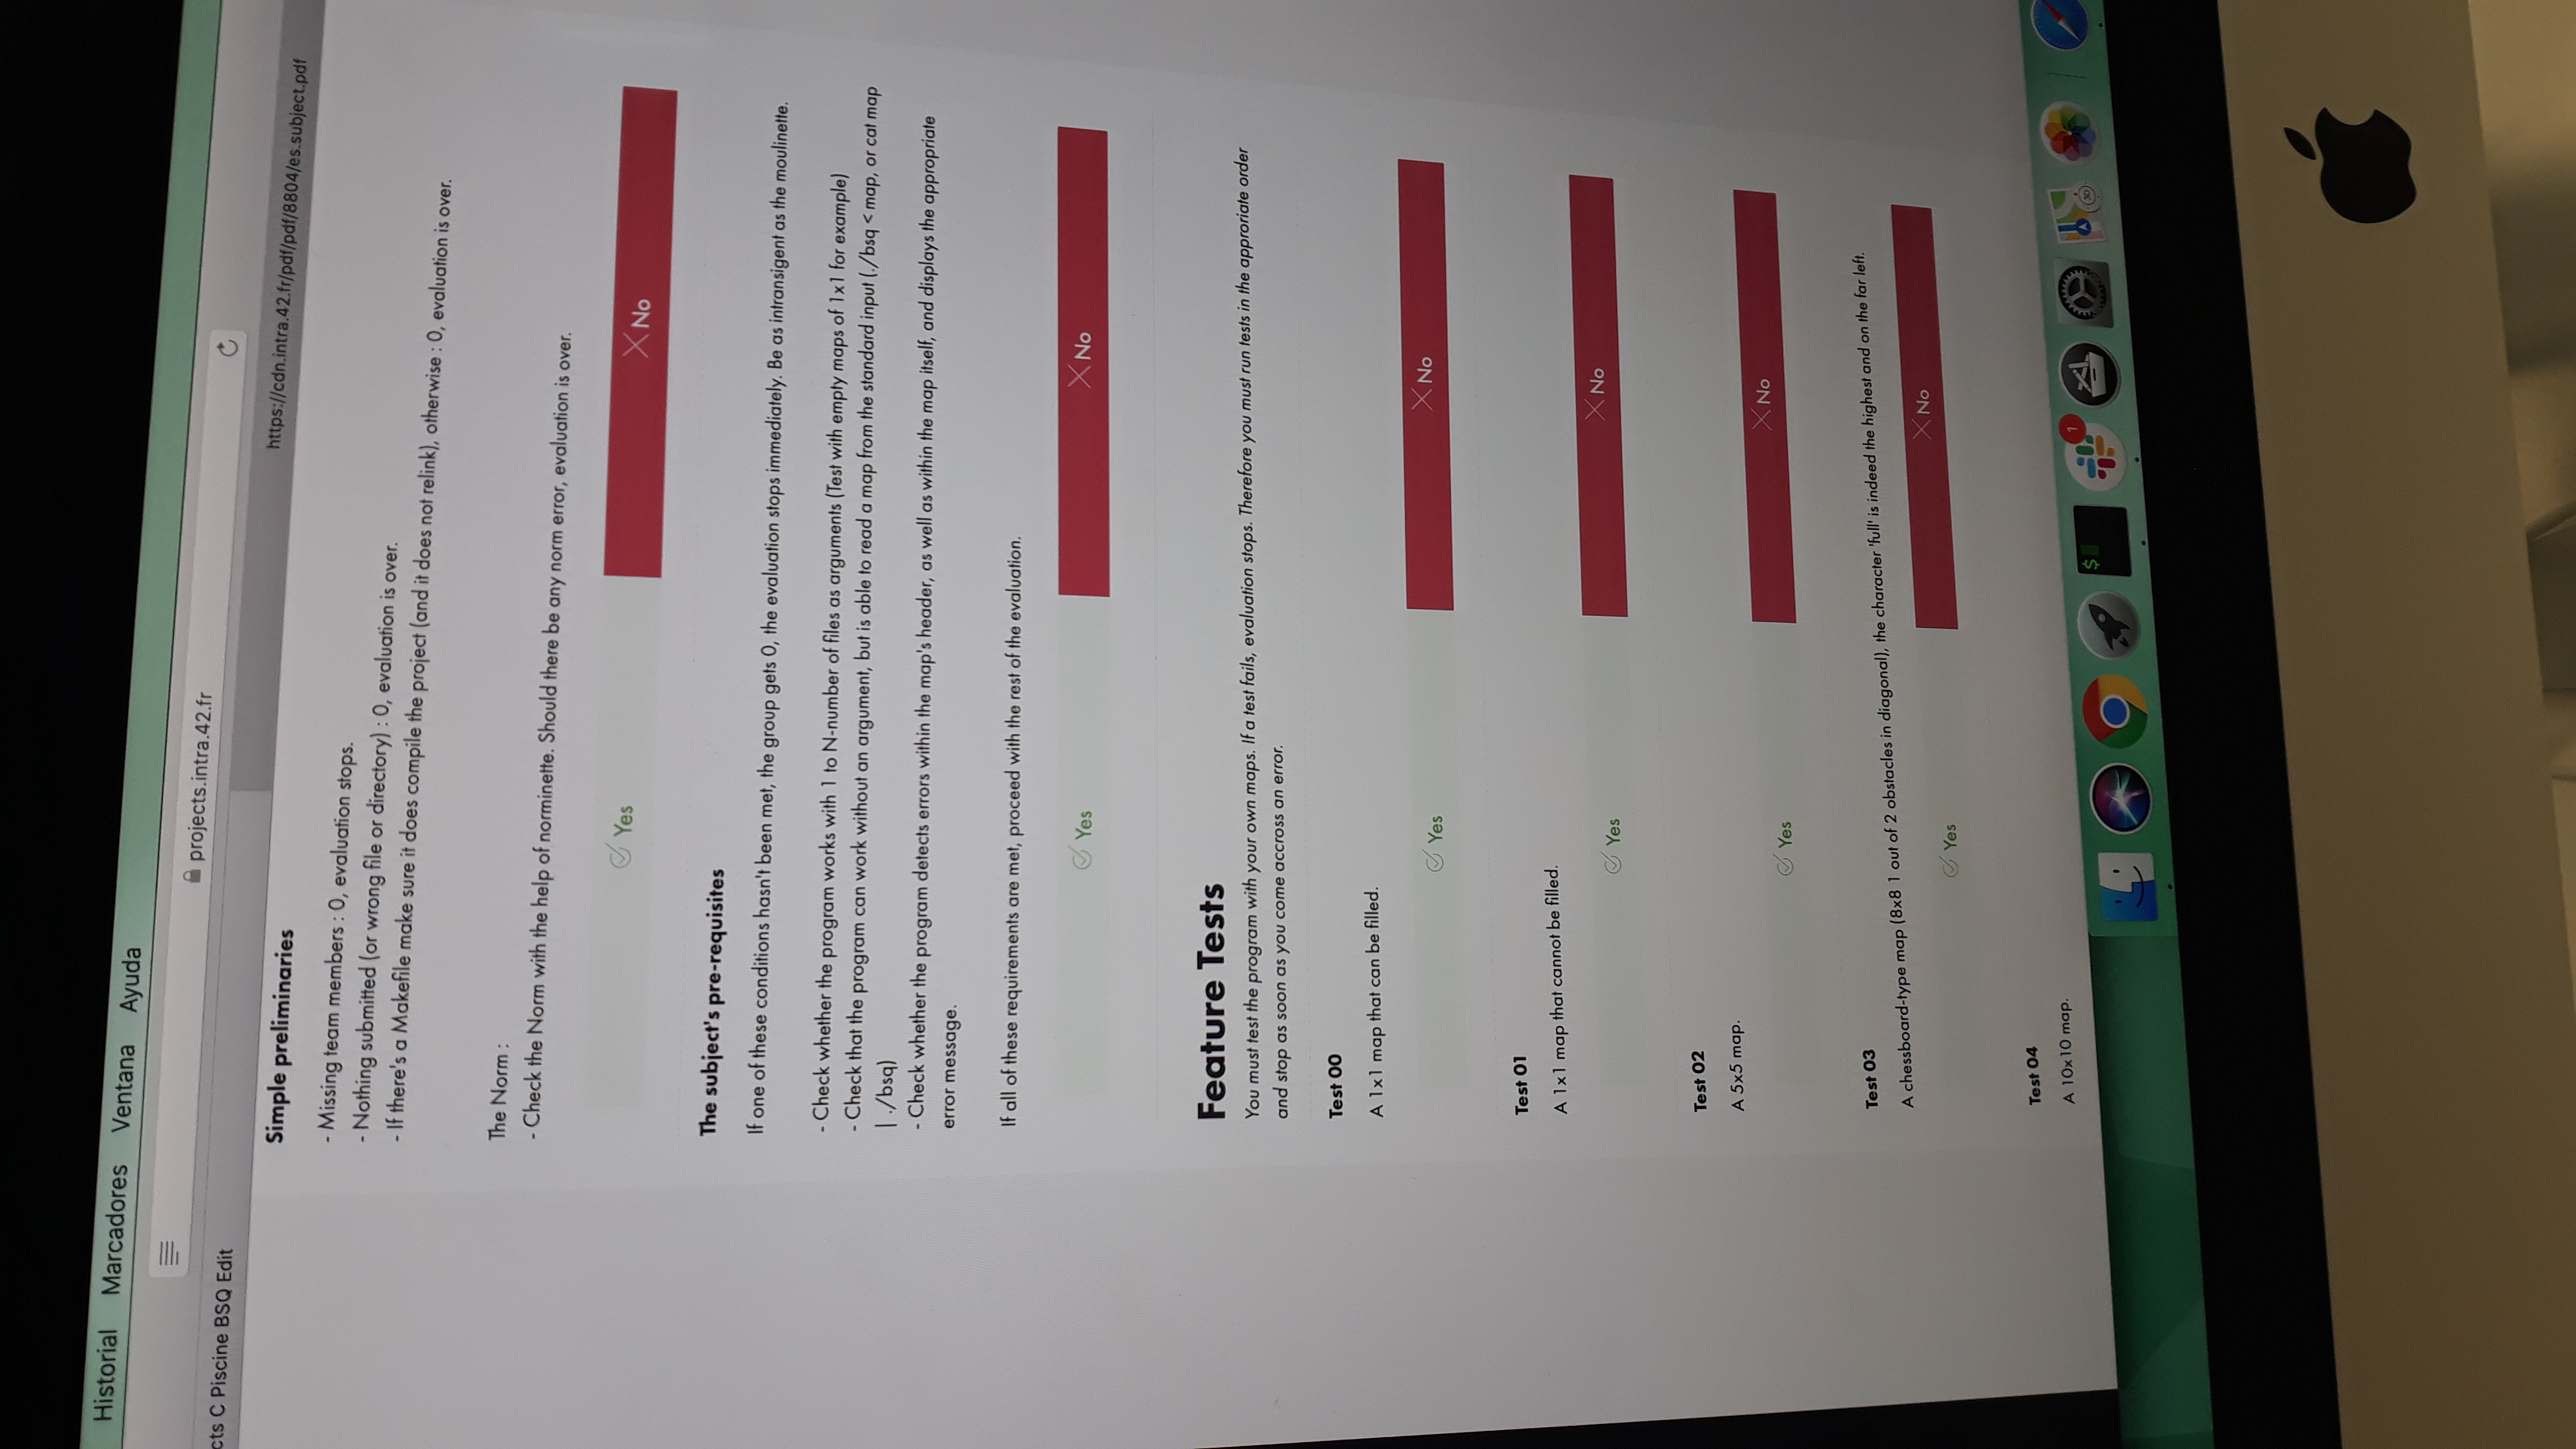 Historial Marcadores Ventana Ayuda
projects.intra.42.fr
cts C Piscine BSQ Edit
https://cdn.intra.42.fr/pdf/pdf/8804/es.subject.pdf
Simple preliminaries
- Missing team members : 0, evaluation stops.
- Nothing submitted (or wrong file or directory) : 0, evaluation is over.
- If there's a Makefile make sure it does compile the project (and it does not relink), otherwise : 0, evaluation is over.
The Norm :
- Check the Norm with the help of norminette. Should there be any norm error, evaluation is over.
Yes No
The subject's pre-requisites
If one of these conditions hasn't been met, the group gets 0, the evaluation stops immediately. Be as intransigent as the moulinette.
- Check whether the program works with 1 to N-number of files as arguments (Test with empty maps of 1x1 for example)
- Check that the program can work without an argument, but is able to read a map from the standard input (./bsq < map, or cat map
| ./bsq)
- Check whether the program detects errors within the map's header, as well as within the map itself, and displays the appropriate
error message.
If all of these requirements are met, proceed with the rest of the evaluation.
Yes No
Feature Tests
You must test the program with your own maps. If a test fails, evaluation stops. Therefore you must run tests in the approriate order
and stop as soon as you come accross an error.
Test 00
A 1x1 map that can be filled.
Yes No
Test 01
A 1x1 map that cannot be filled.
Yes No
Test 02
A 5x5 map.
Yes No
Test 03
A chessboard-type map (8x8 1 out of 2 obstacles in diagonal), the character 'full' is indeed the highest and on the far left.
Yes No
Test 04
A 10x10 map.
$
1
3D